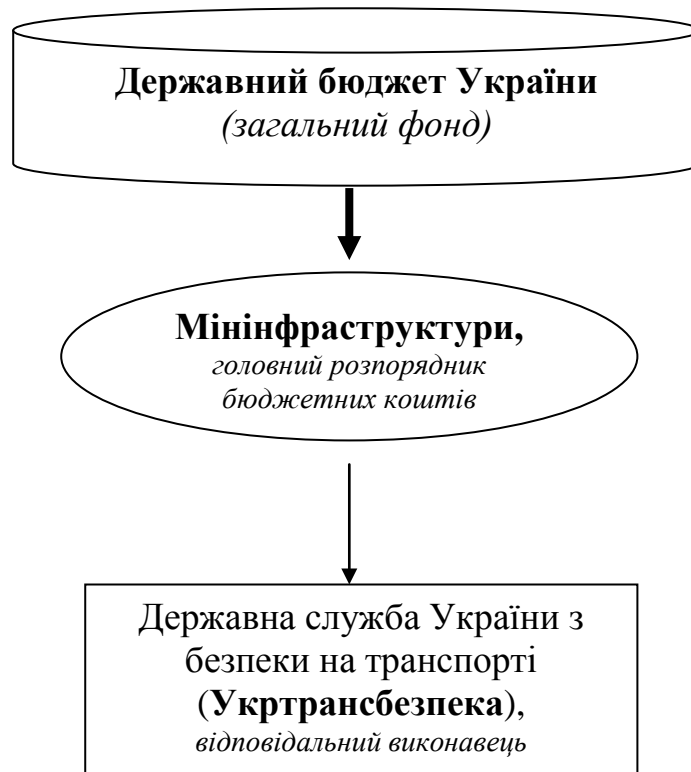 Державний бюджет України
(загальний фонд)
Мінінфраструктури,
головний розпорядник
бюджетних коштів
Державна служба України з
безпеки на транспорті
(Укртрансбезпека),
відповідальний виконавець